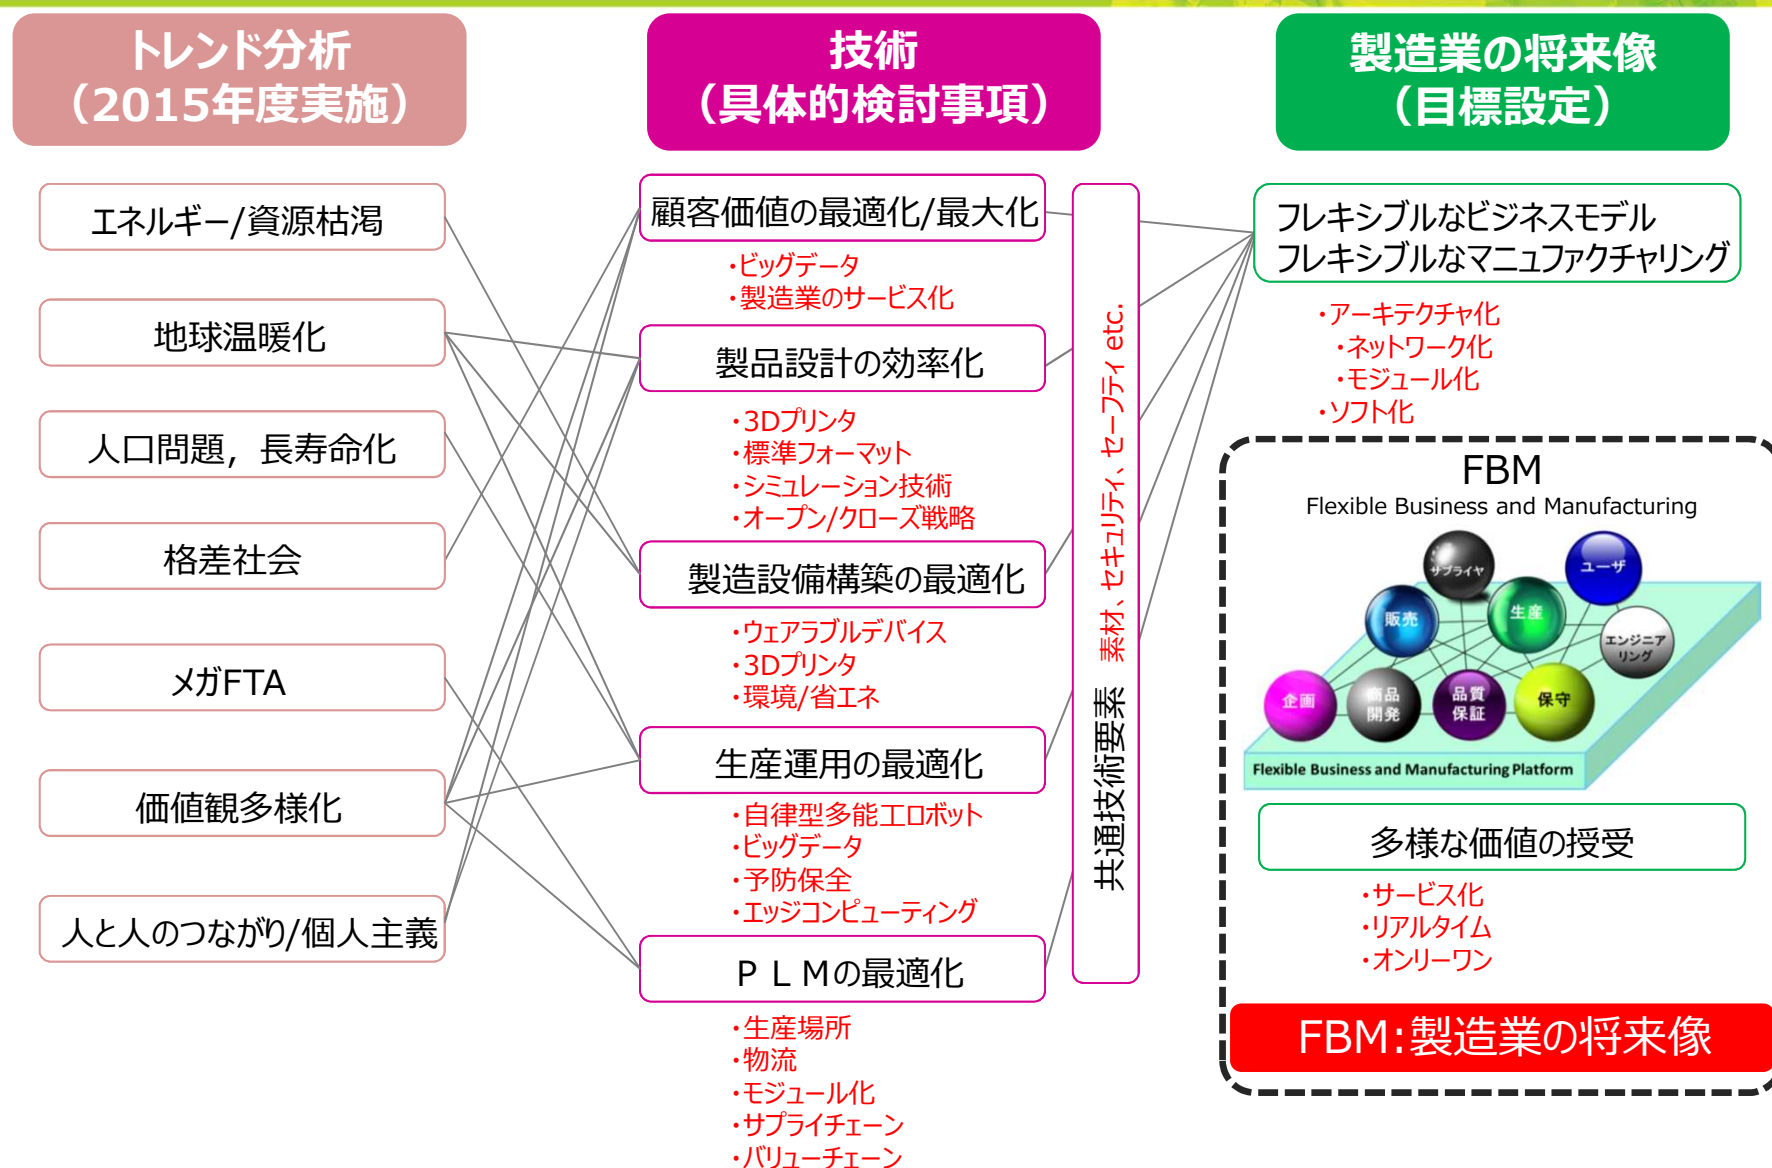 トレンド分析
（2015年度実施）
エネルギー/資源枯渇
地球温暖化
人口問題，長寿命化
格差社会
メガFTA
価値観多様化
人と人のつながり/個人主義
技術
（具体的検討事項）
顧客価値の最適化/最大化
・ビッグデータ
・製造業のサービス化
製品設計の効率化
・3Dプリンタ
・標準フォーマット
・シミュレーション技術
・オープン/クローズ戦略
製造設備構築の最適化
・ウェアラブルデバイス
・3Dプリンタ
・環境/省エネ
生産運用の最適化
・自律型多能工ロボット
・ビッグデータ
・予防保全
・エッジコンピューティング
ＰＬＭの最適化
・生産場所
・物流
・モジュール化
・サプライチェーン
・バリューチェーン
共通技術要素 素材、セキュリティ、セーフティ etc.
製造業の将来像
（目標設定）
フレキシブルなビジネスモデル
フレキシブルなマニュファクチャリング
・アーキテクチャ化
・ネットワーク化
・モジュール化
・ソフト化
FBM
Flexible Business and Manufacturing
サプライヤ
ユーザ
販売
生産
エンジニア
リング
企画
商品
開発
品質
保証
保守
Flexible Business and Manufacturing Platform
多様な価値の授受
・サービス化
・リアルタイム
・オンリーワン
FBM:製造業の将来像